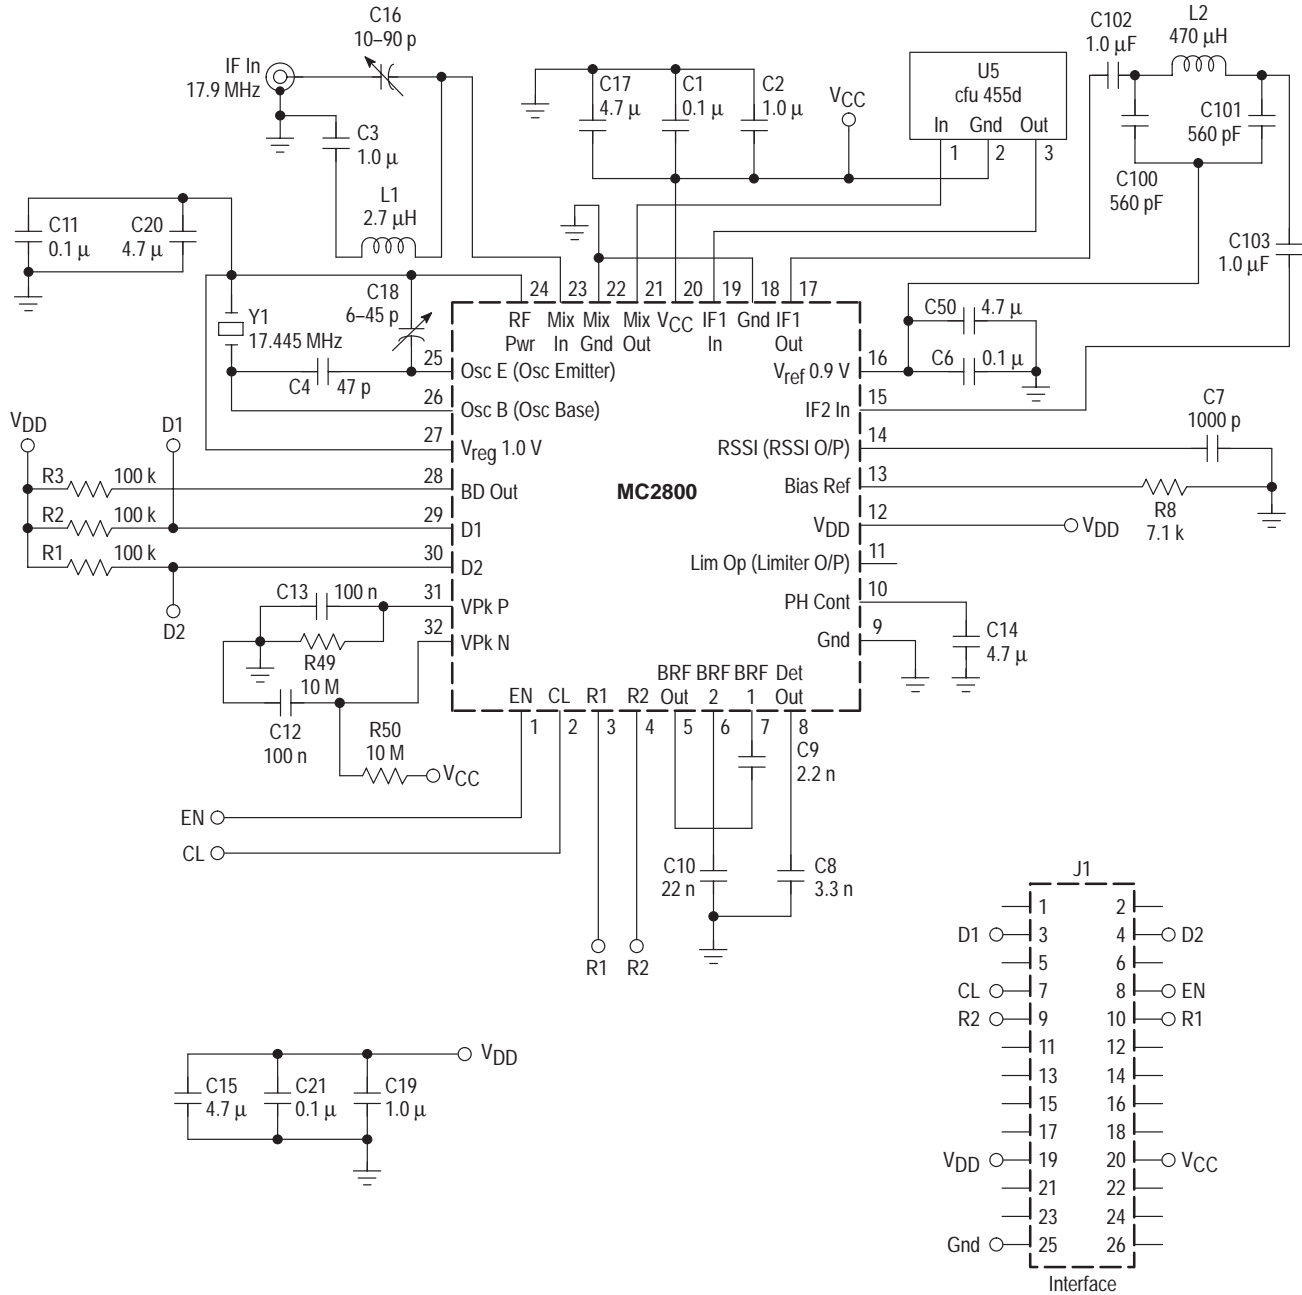 C16
10–90 p
IF In
17.9 MHz
C3
1.0 µ
L1
2.7 µH
C17
4.7 µ
C1
0.1 µ
C2
1.0 µ
VCC
U5
cfu 455d
In Gnd Out
1 2 3
C102
1.0 µF
L2
470 µH
C101
560 pF
C100
560 pF
C103
1.0 µF
C11
0.1 µ
C20
4.7 µ
Y1
17.445 MHz
C18
6–45 p
C4 47 p
24 23 22 21 20 19 18 17
RF Pwr
Mix In
Mix Gnd
Mix Out
VCC
IF1 In
Gnd
IF1 Out
25 Osc E (Osc Emitter)
26 Osc B (Osc Base)
27 Vreg 1.0 V
28 BD Out
29 D1
30 D2
31 VPk P
32 VPk N
MC2800
Vref 0.9 V 16
IF2 In 15
RSSI (RSSI O/P) 14
Bias Ref 13
VDD 12
Lim Op (Limiter O/P) 11
PH Cont 10
Gnd 9
C50 4.7 µ
C6 0.1 µ
C7
1000 p
R8
7.1 k
VDD
C14
4.7 µ
VDD
D1
R3 100 k
R2 100 k
R1 100 k
D2
C13 100 n
R49
10 M
C12
100 n
R50
10 M
VCC
EN CL R1 R2
BRF Out
BRF 2
BRF 1
Det Out
1 2 3 4 5 6 7 8
C9
2.2 n
EN
CL
C10
22 n
C8
3.3 n
R1 R2
C15
4.7 µ
C21
0.1 µ
C19
1.0 µ
VDD
J1
1 2
D1 3 4 D2
5 6
CL 7 8 EN
R2 9 10 R1
11 12
13 14
15 16
17 18
VDD 19 20 VCC
21 22
23 24
Gnd 25 26
Interface